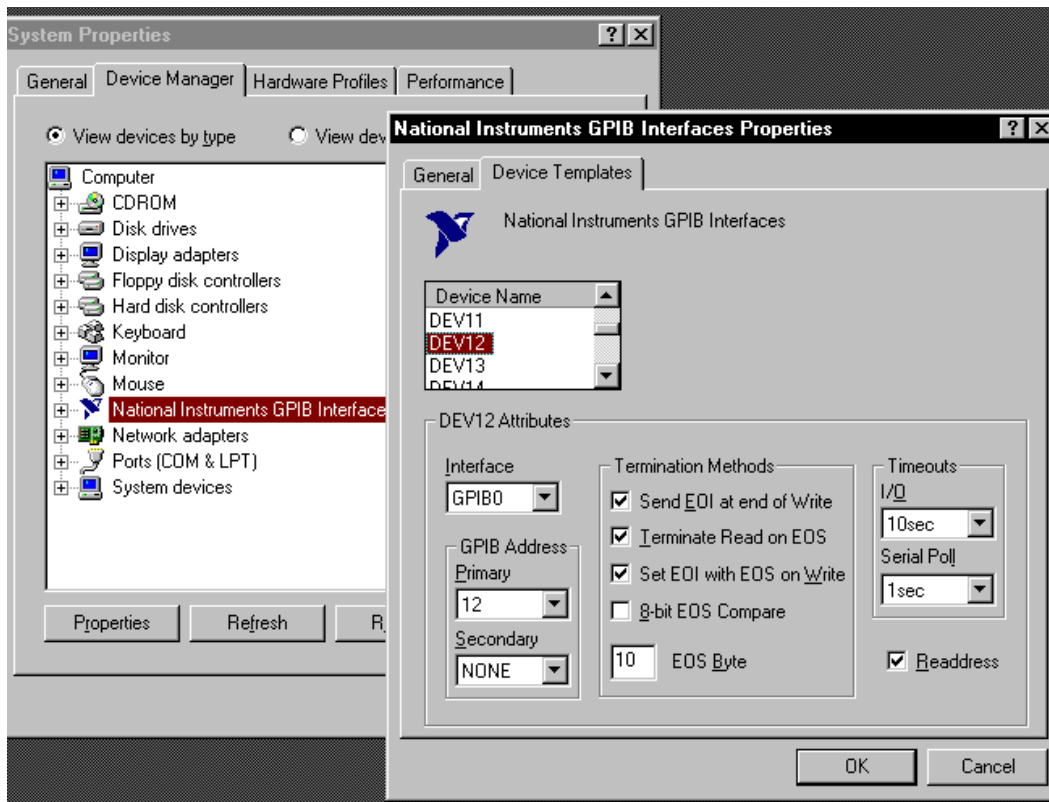 System Properties
General Device Manager Hardware Profiles Performance
View devices by type View dev
Computer
CDROM
Disk drives
Display adapters
Floppy disk controllers
Hard disk controllers
Keyboard
Monitor
Mouse
National Instruments GPIB Interface
Network adapters
Ports (COM & LPT)
System devices
Properties Refresh R
National Instruments GPIB Interfaces Properties
General Device Templates
National Instruments GPIB Interfaces
Device Name
DEV11
DEV12
DEV13
DEV14
DEV12 Attributes
Interface
GPIB0
GPIB Address
Primary
12
Secondary
NONE
Termination Methods
Send EOI at end of Write
Terminate Read on EOS
Set EOI with EOS on Write
8-bit EOS Compare
10 EOS Byte
Timeouts
I/O
10sec
Serial Poll
1sec
Readdress
OK Cancel